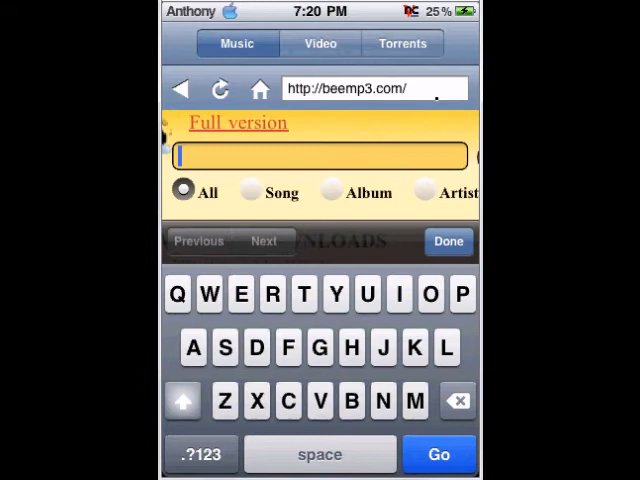 Anthony 7:20 PM 25%
Music Video Torrents
http://beemp3.com/
Full version
All Song Album Artist
Previous Next NLOADS Done
Q W E R T Y U I O P
A S D F G H J K L
Z X C V B N M
.?123 space Go